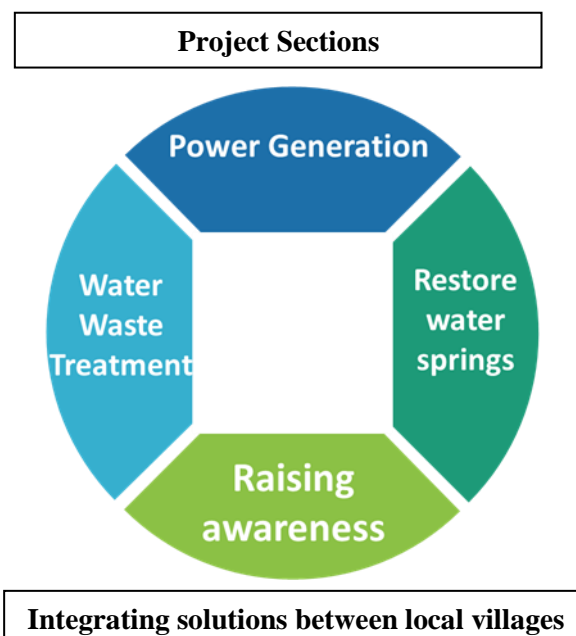 Project Sections
Power Generation
Water
Waste
Treatment
Restore
water
springs
Raising
awareness
Integrating solutions between local villages